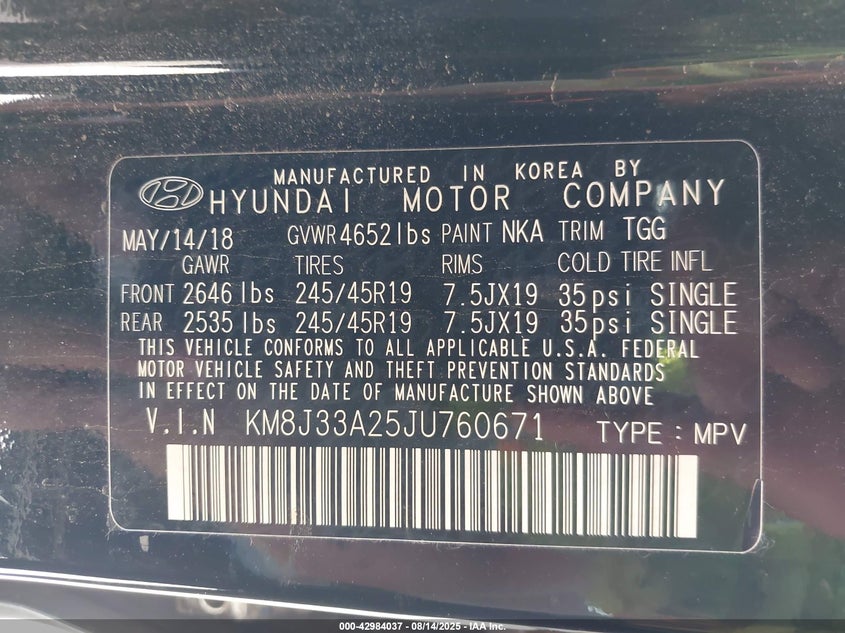 MANUFACTURED IN KOREA BY
HYUNDAI MOTOR COMPANY
MAY/14/18 GVWR 4652lbs PAINT NKA TRIM TGG
GAWR TIRES RIMS COLD TIRE INFL
FRONT 2646 lbs 245/45R19 7.5JX19 35psi SINGLE
REAR 2535 lbs 245/45R19 7.5JX19 35psi SINGLE
THIS VEHICLE CONFORMS TO ALL APPLICABLE U.S.A. FEDERAL
MOTOR VEHICLE SAFETY AND THEFT PREVENTION STANDARDS
IN EFFECT ON THE DATE OF MANUFACTURE SHOWN ABOVE
V.I.N KM8J33A25JU760671 TYPE : MPV
000-42984037 - 08/14/2025 - IAA Inc.